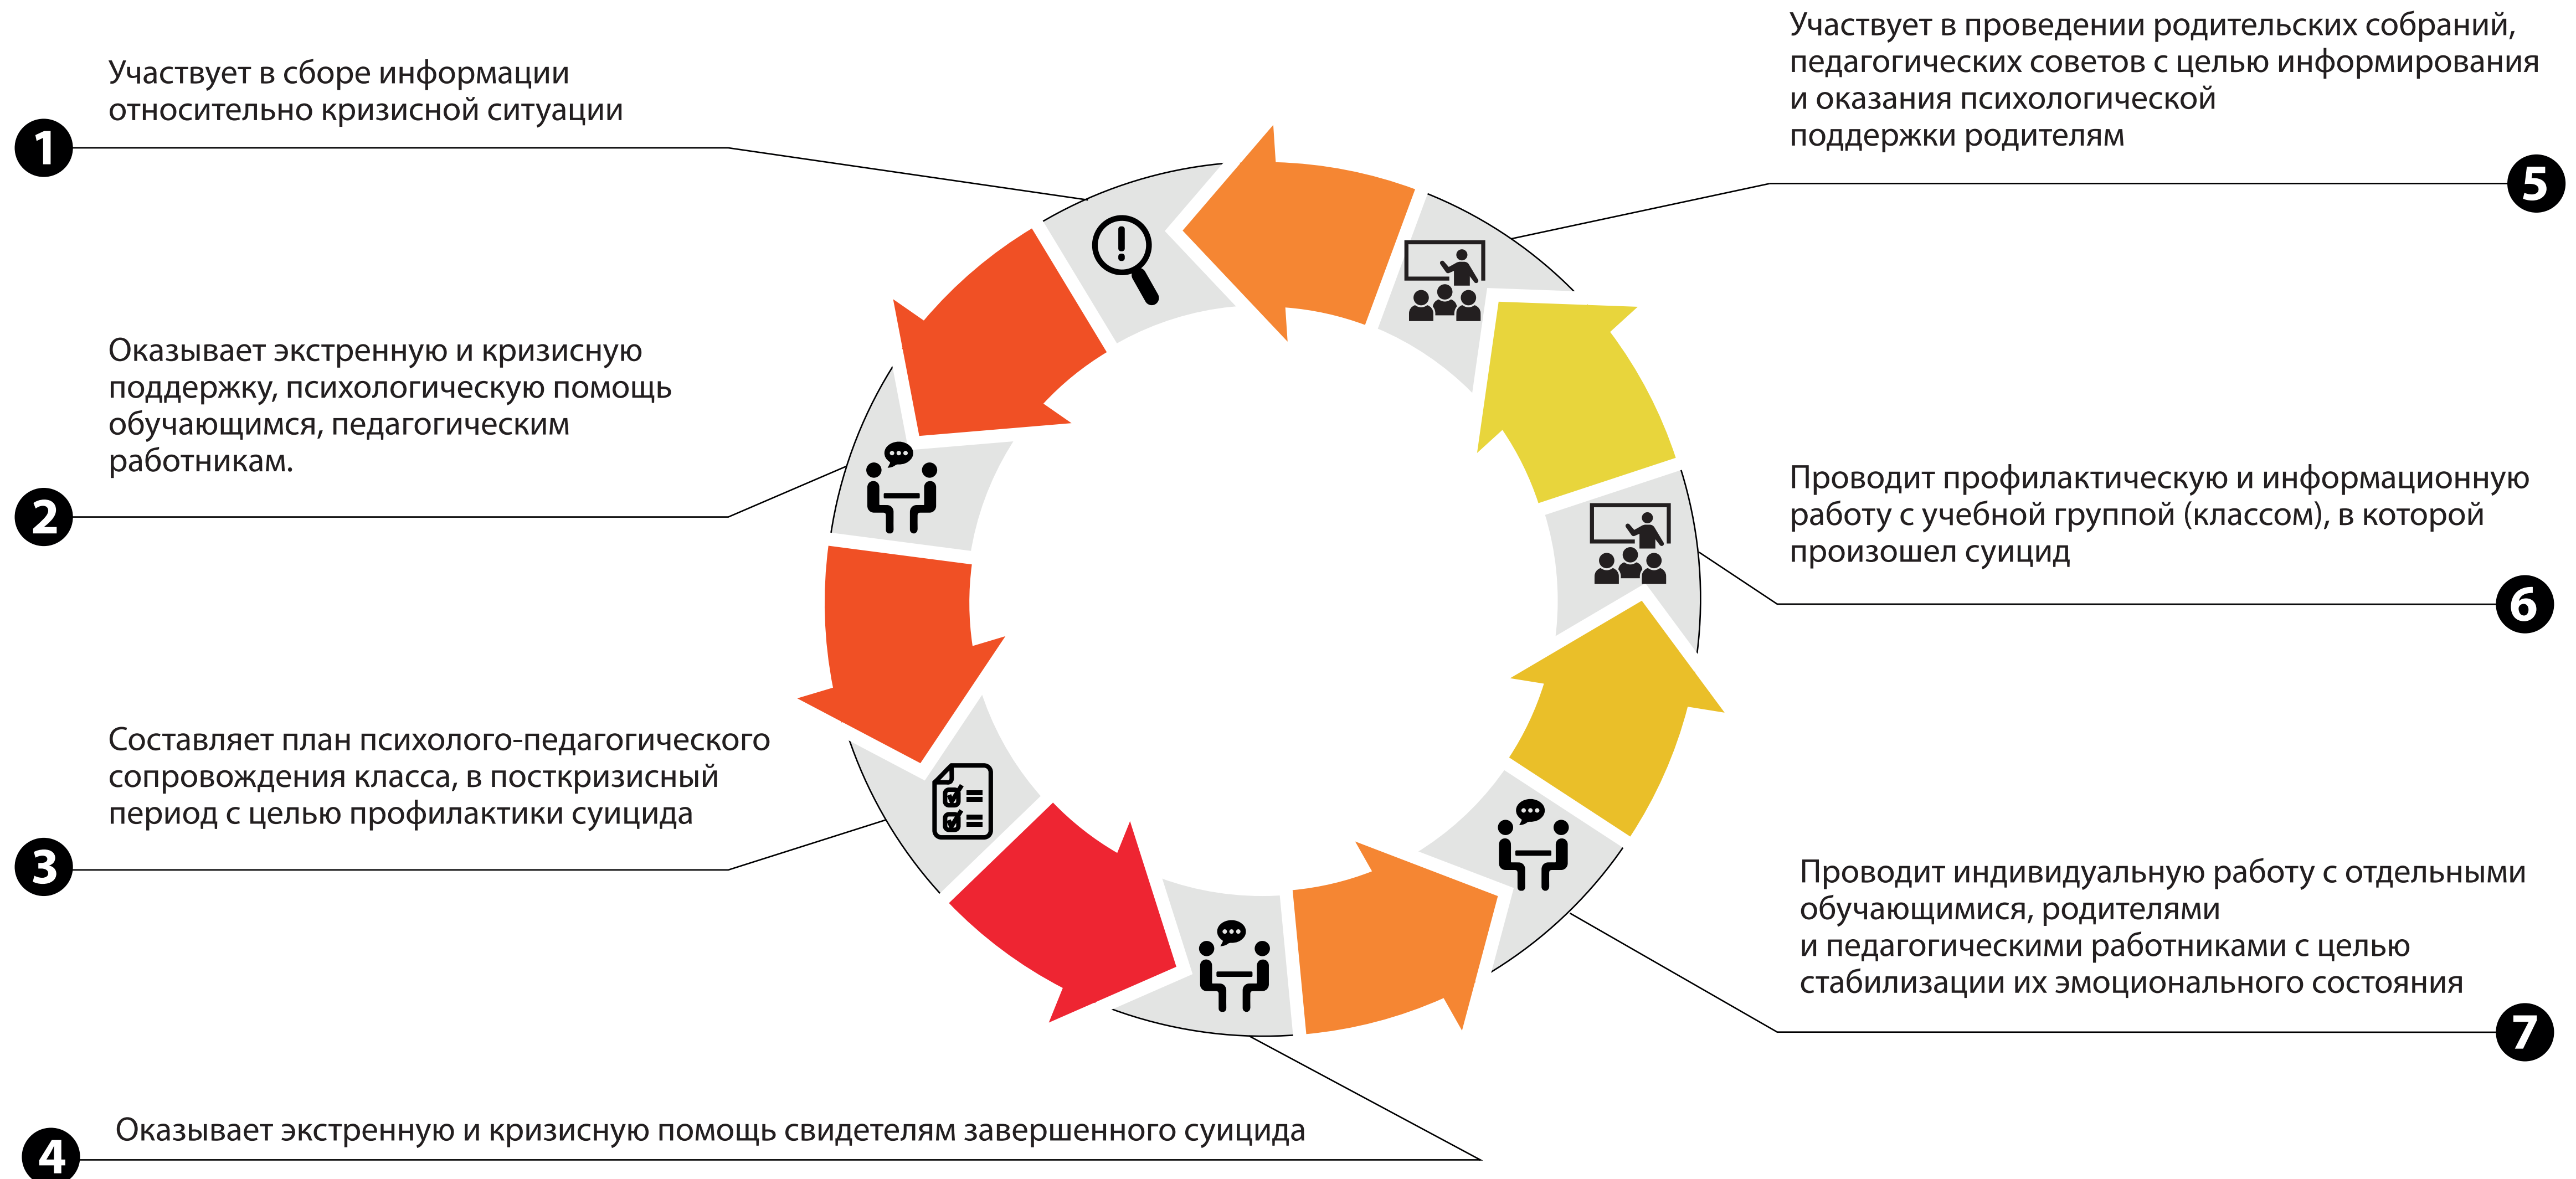 1
Участвует в сборе информации
относительно кризисной ситуации
2
Оказывает экстренную и кризисную
поддержку, психологическую помощь
обучающимся, педагогическим
работникам.
3
Составляет план психолого-педагогического
сопровождения класса, в посткризисный
период с целью профилактики суицида
4
Оказывает экстренную и кризисную помощь свидетелям завершенного суицида
5
Участвует в проведении родительских собраний,
педагогических советов с целью информирования
и оказания психологической
поддержки родителям
6
Проводит профилактическую и информационную
работу с учебной группой (классом), в которой
произошел суицид
7
Проводит индивидуальную работу с отдельными
обучающимися, родителями
и педагогическими работниками с целью
стабилизации их эмоционального состояния